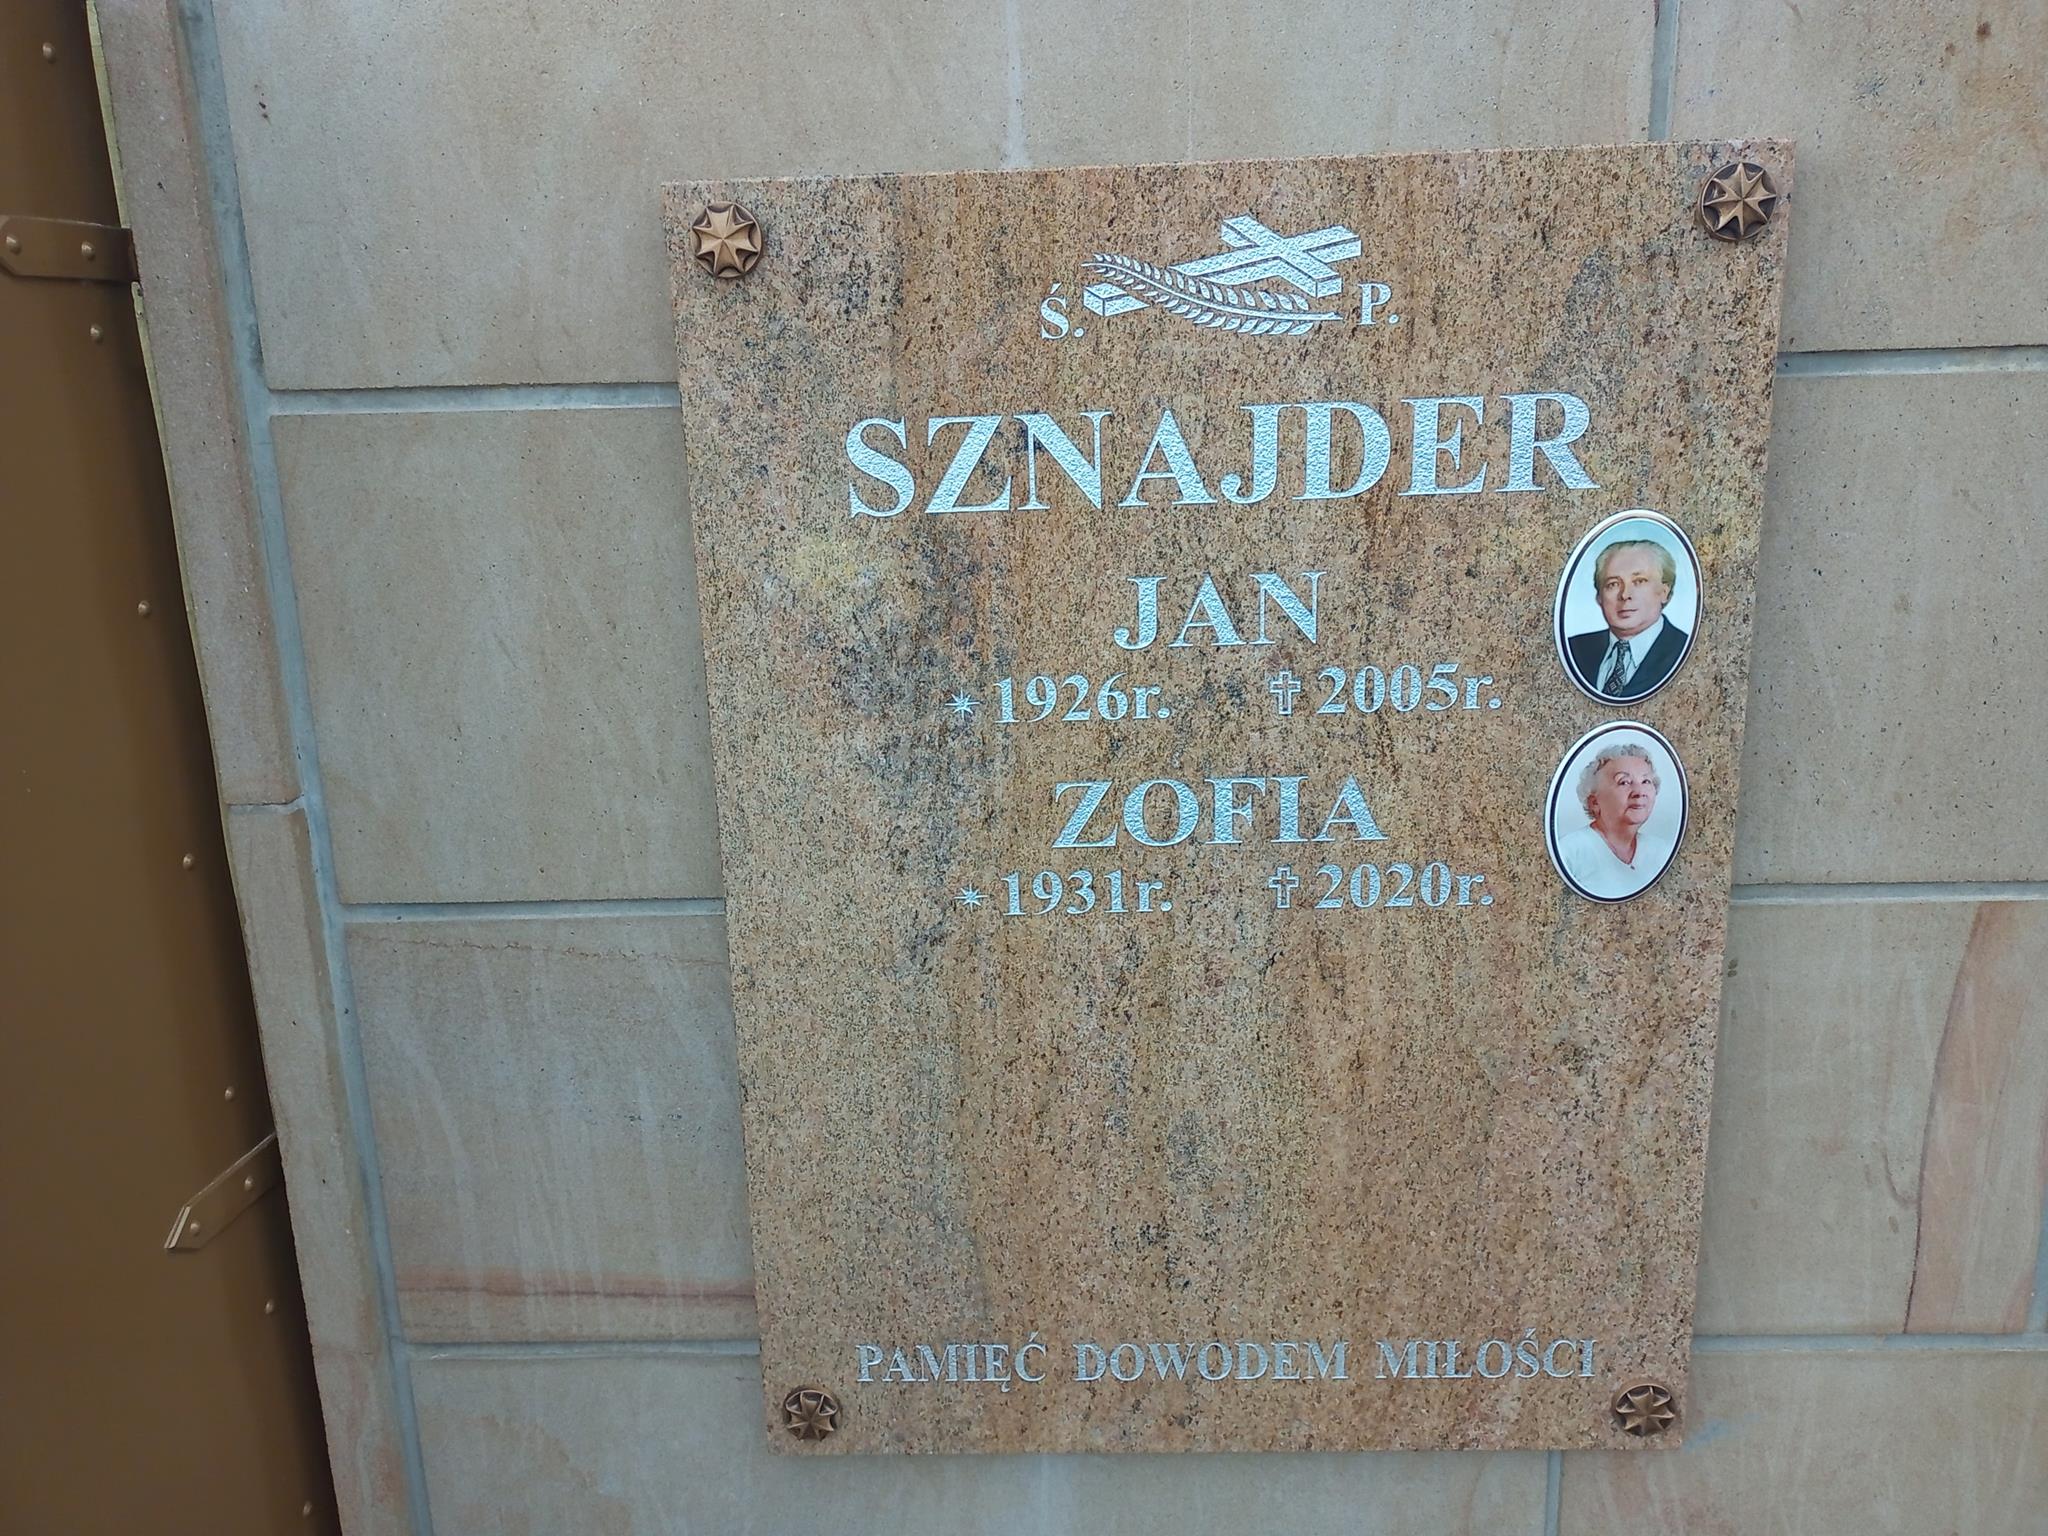 Ś. P.
SZNAJDER
JAN
* 1926r. ✝ 2005r.
ZOFIA
* 1931r. ✝ 2020r.
PAMIĘĆ DOWODEM MIŁOŚCI